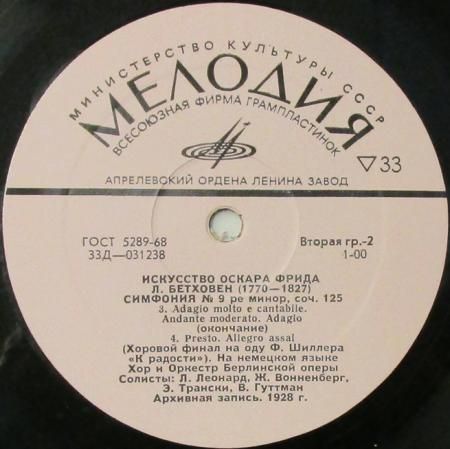 МИНИСТЕРСТВО КУЛЬТУРЫ СССР
МЕЛОДИЯ
ВСЕСОЮЗНАЯ ФИРМА ГРАМПЛАСТИНОК
▽33
АПРЕЛЕВСКИЙ ОРДЕНА ЛЕНИНА ЗАВОД
ГОСТ 5289-68
33Д—031238
Вторая гр.-2
1-00
ИСКУССТВО ОСКАРА ФРИДА
Л. БЕТХОВЕН (1770—1827)
СИМФОНИЯ № 9 ре минор, соч. 125
3. Adagio molto e cantabile.
Andante moderato. Adagio
(окончание)
4. Presto. Allegro assai
(Хоровой финал на оду Ф. Шиллера
«К радости»). На немецком языке
Хор и Оркестр Берлинской оперы
Солисты: Л. Леонард, Ж. Вонненберг,
Э. Трански, В. Гуттман
Архивная запись. 1928 г.